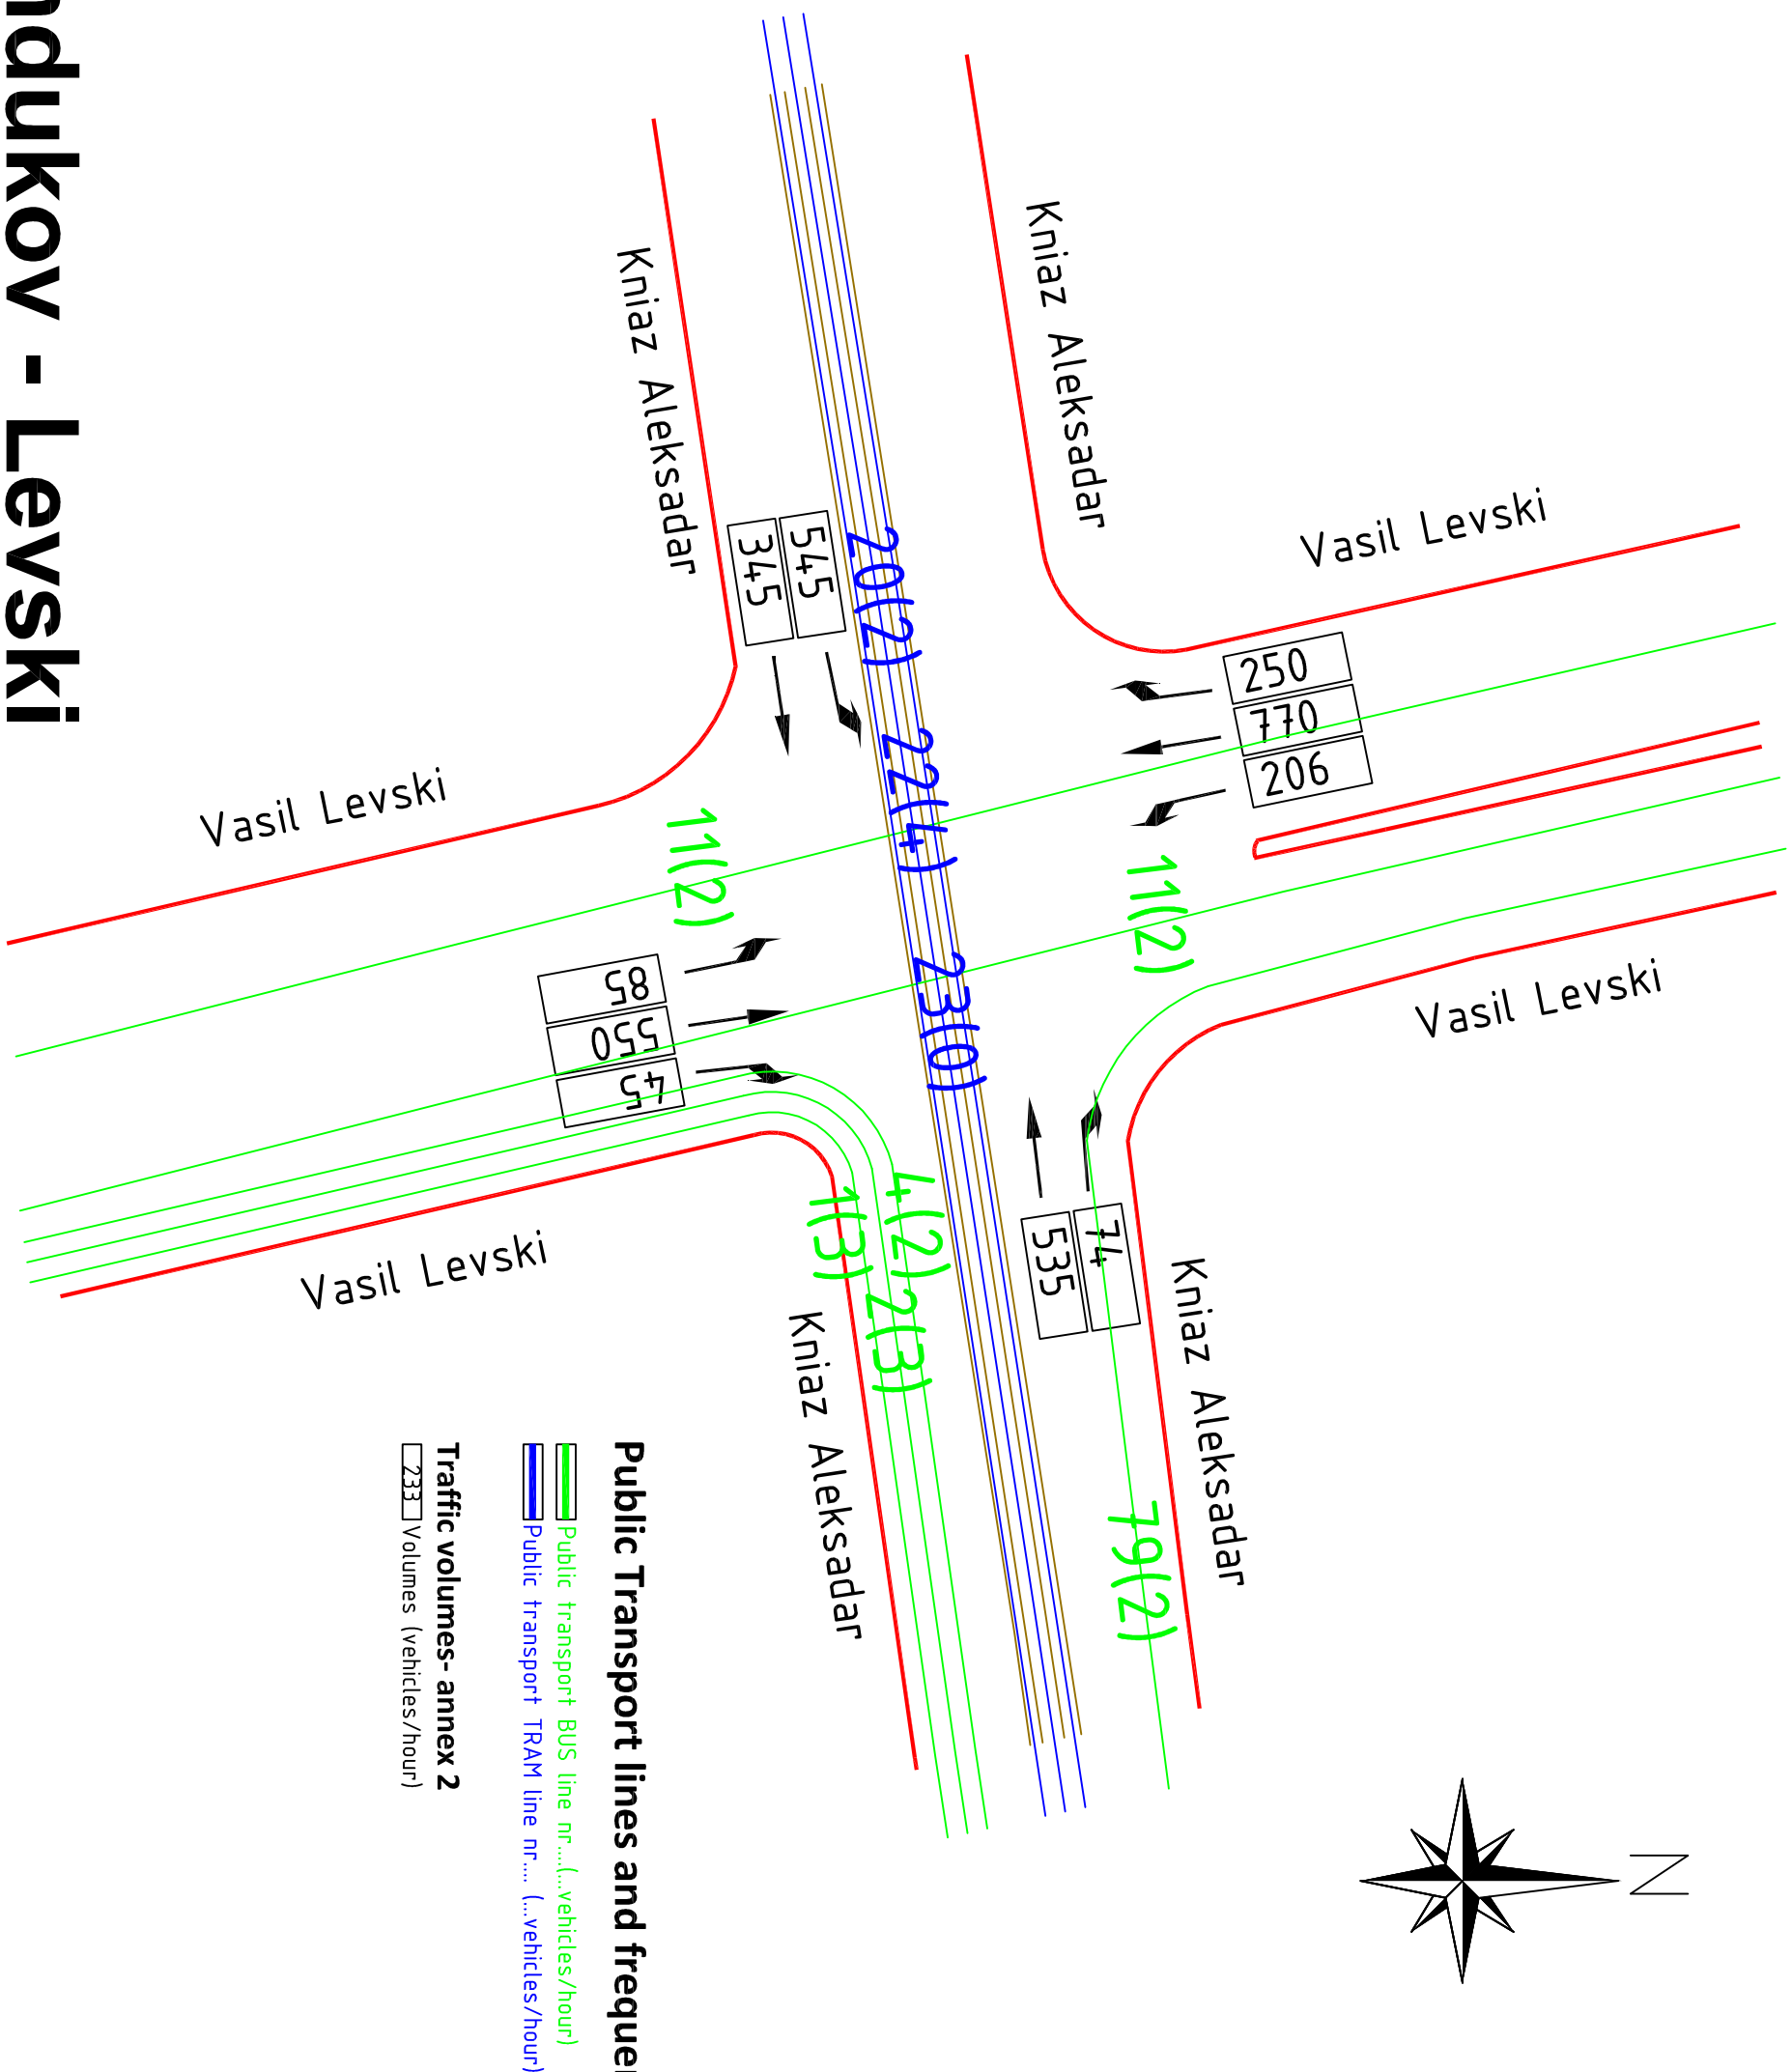 ndukov - Levski
Kniaz Aleksadar
Kniaz Aleksadar
Vasil Levski
545
345
20(2)
22(4)
23(0)
250
770
206
Vasil Levski
11(2)
11(2)
85
550
45
Vasil Levski
Vasil Levski
4(2)
1(3)
2(3)
74
535
Kniaz Aleksadar
Kniaz Aleksadar
79(2)
Public Transport lines and freque
Public transport BUS line nr....(...vehicles/hour)
Public transport TRAM line nr.... (...vehicles/hour)
Traffic volumes- annex 2
233 Volumes (vehicles/hour)
N